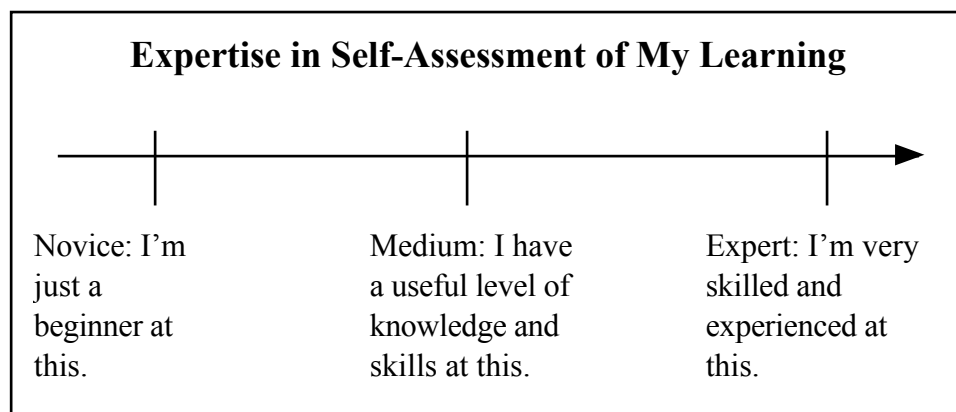 Expertise in Self-Assessment of My Learning
Novice: I’m
just a
beginner at
this.
Medium: I have
a useful level of
knowledge and
skills at this.
Expert: I’m very
skilled and
experienced at
this.